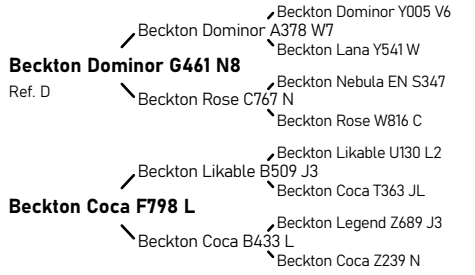 Beckton Dominor Y005 V6
Beckton Dominor A378 W7
Beckton Lana Y541 W
Beckton Dominor G461 N8
Ref. D
Beckton Nebula EN S347
Beckton Rose C767 N
Beckton Rose W816 C
Beckton Likable U130 L2
Beckton Likable B509 J3
Beckton Coca T363 JL
Beckton Coca F798 L
Beckton Legend Z689 J3
Beckton Coca B433 L
Beckton Coca Z239 N